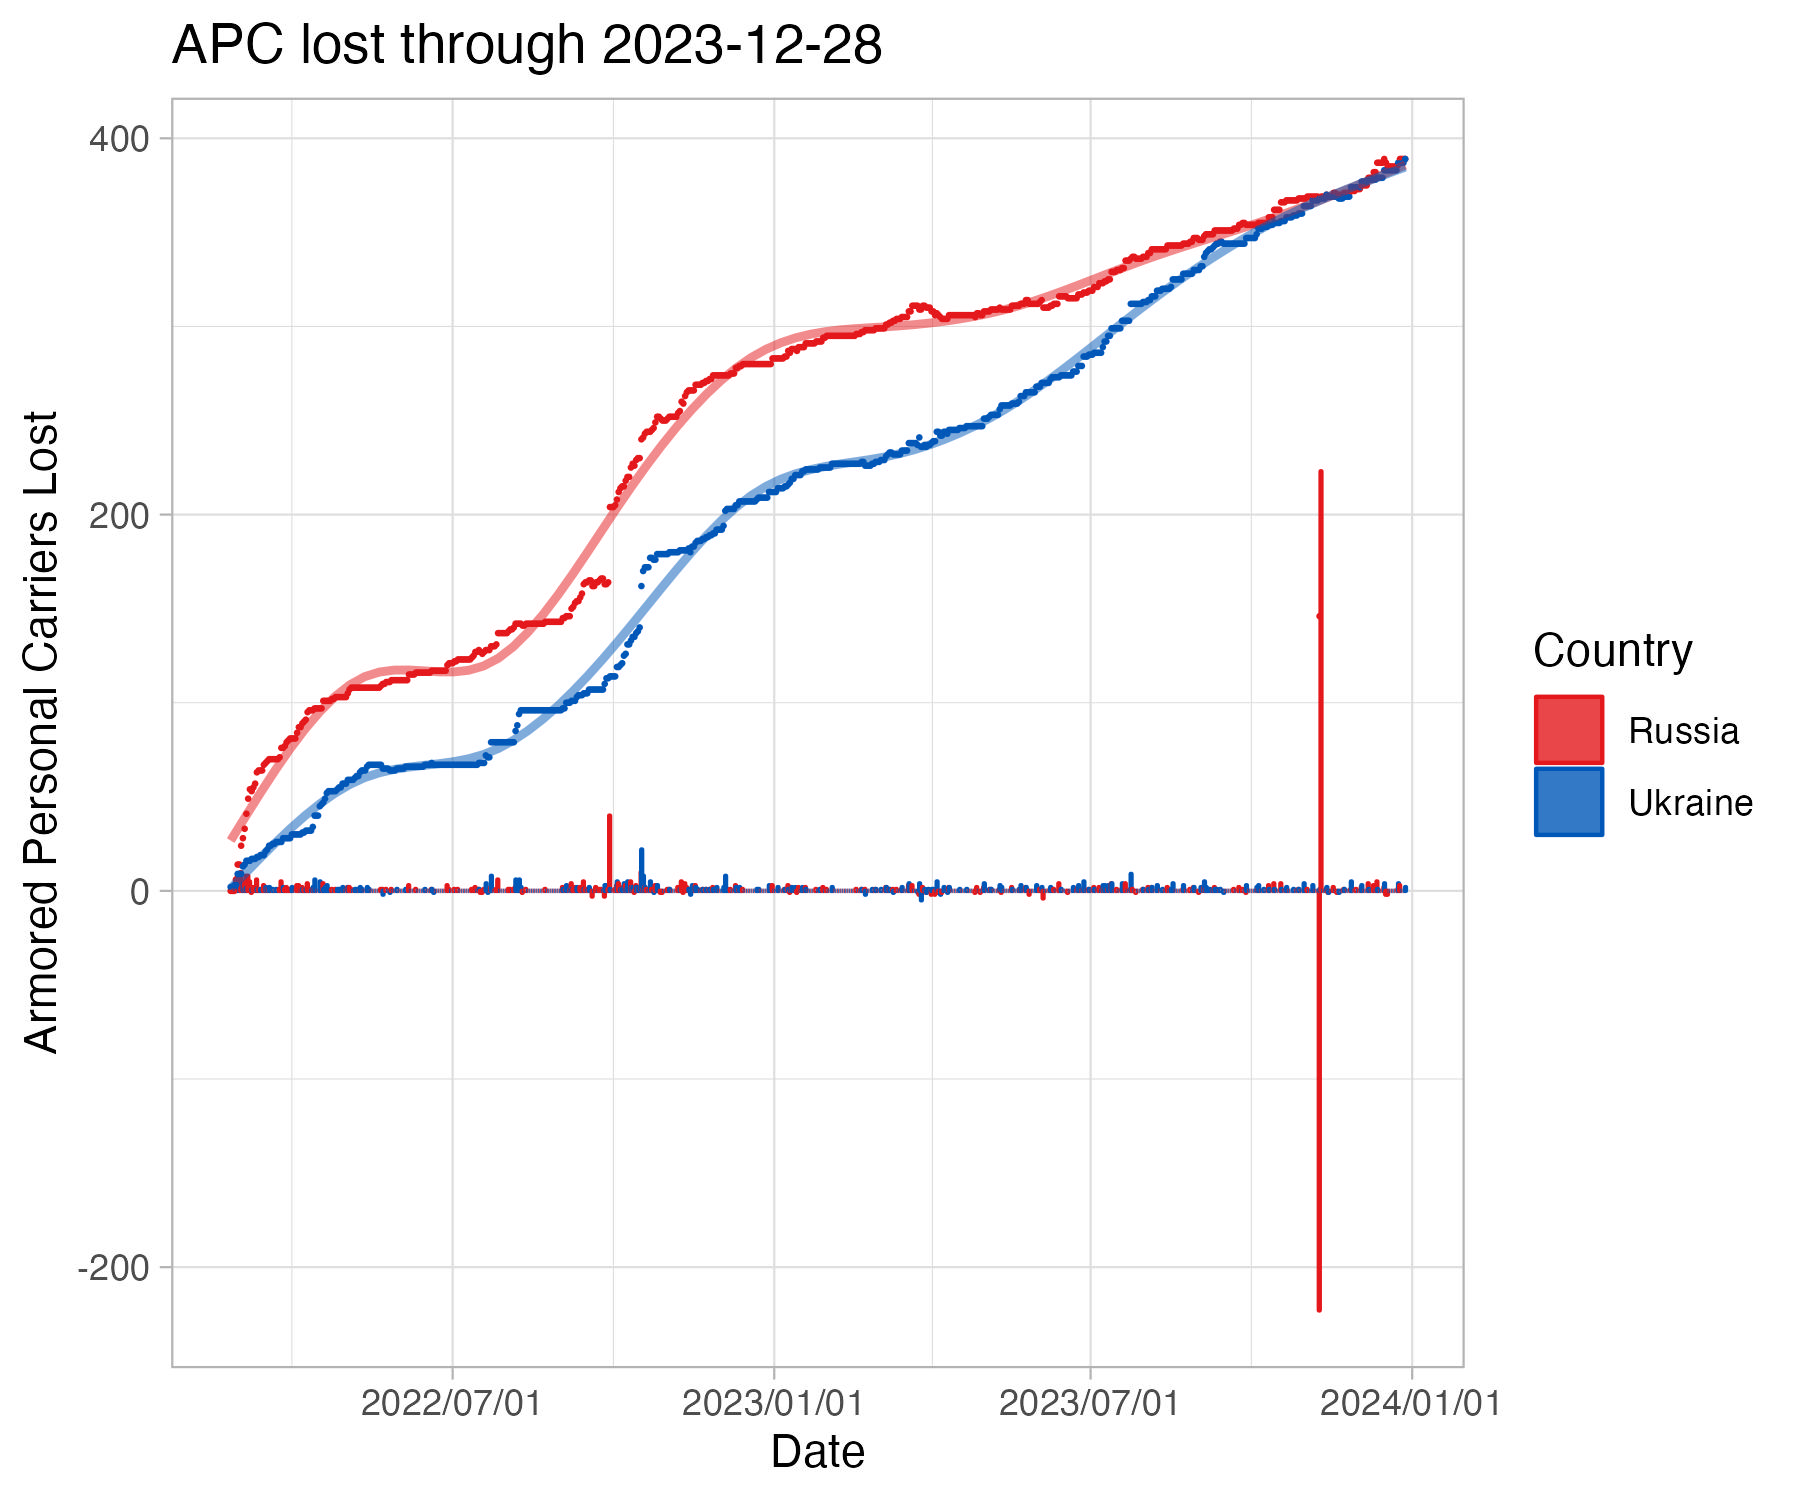 APC lost through 2023-12-28
Armored Personal Carriers Lost
400
200
0
-200
2022/07/01
2023/01/01
2023/07/01
2024/01/01
Date
Country
Russia
Ukraine